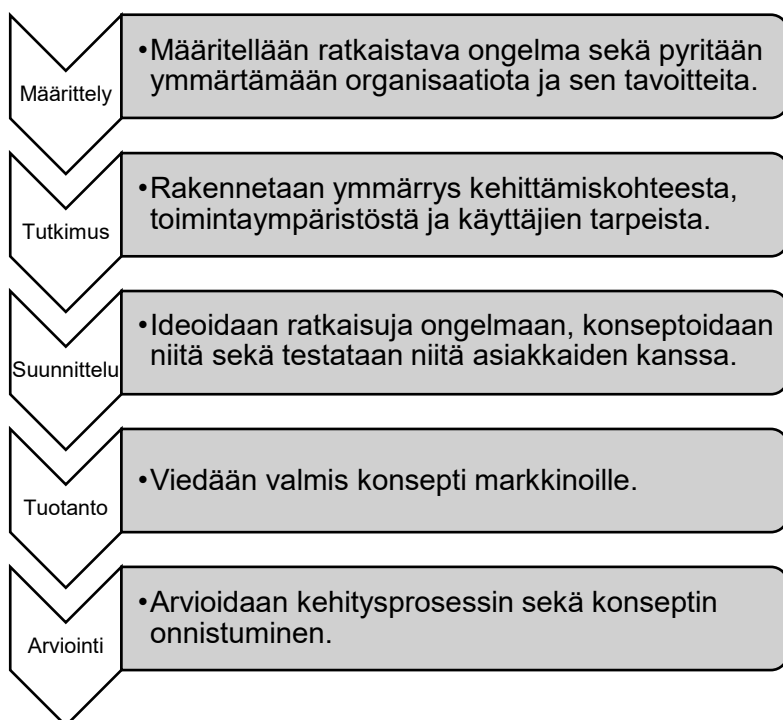 Määrittely
•Määritellään ratkaistava ongelma sekä pyritään
ymmärtämään organisaatiota ja sen tavoitteita.
Tutkimus
•Rakennetaan ymmärrys kehittämiskohteesta,
toimintaympäristöstä ja käyttäjien tarpeista.
Suunnittelu
•Ideoidaan ratkaisuja ongelmaan, konseptoidaan
niitä sekä testataan niitä asiakkaiden kanssa.
Tuotanto
•Viedään valmis konsepti markkinoille.
Arviointi
•Arvioidaan kehitysprosessin sekä konseptin
onnistuminen.